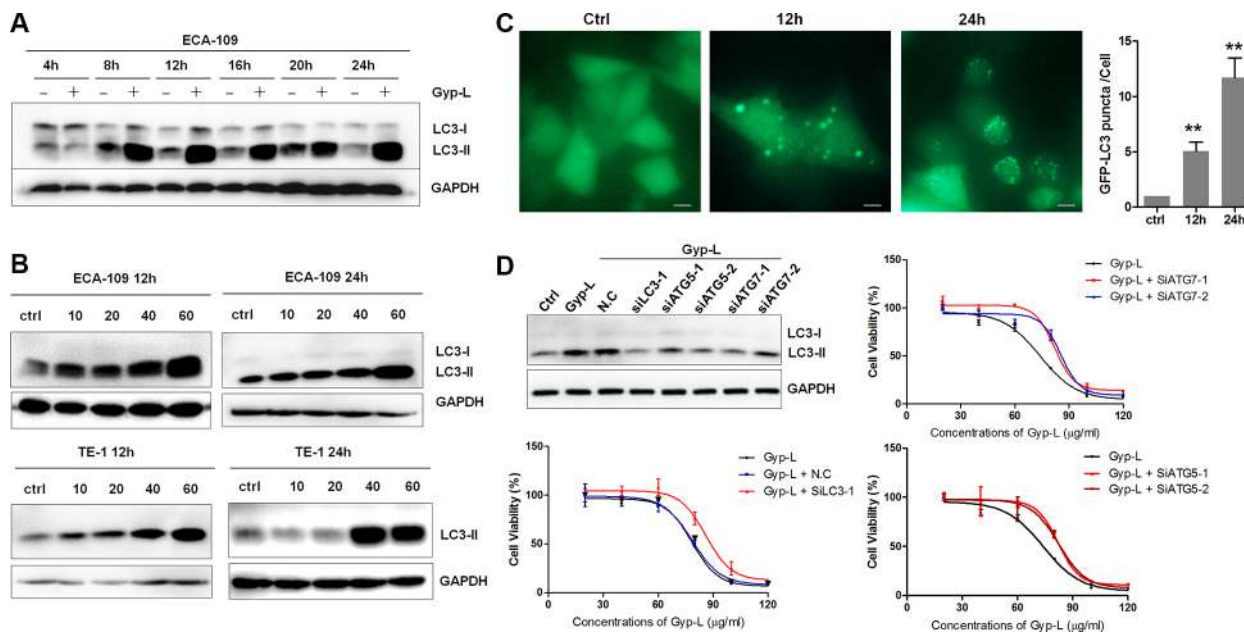 A
ECA-109
4h 8h 12h 16h 20h 24h
– + – + – + – + – + – + Gyp-L
LC3-I
LC3-II
GAPDH
B
ECA-109 12h
ctrl 10 20 40 60
ECA-109 24h
ctrl 10 20 40 60
LC3-I
LC3-II
GAPDH
TE-1 12h
ctrl 10 20 40 60
TE-1 24h
ctrl 10 20 40 60
LC3-II
GAPDH
C
Ctrl 12h 24h
GFP-LC3 puncta /Cell
15
10
5
0
**
**
ctrl 12h 24h
D
Gyp-L
Ctrl Gyp-L N.C siLC3-1 siATG5-1 siATG5-2 siATG7-1 siATG7-2
LC3-I
LC3-II
GAPDH
Gyp-L
Gyp-L + SiATG7-1
Gyp-L + SiATG7-2
Cell Viability (%)
150
100
50
0
0 30 60 90 120
Concentrations of Gyp-L (μg/ml)
Gyp-L
Gyp-L + N.C
Gyp-L + SiLC3-1
Cell Viability (%)
150
100
50
0
0 30 60 90 120
Concentrations of Gyp-L (μg/ml)
Gyp-L
Gyp-L + SiATG5-1
Gyp-L + SiATG5-2
Cell Viability (%)
150
100
50
0
0 30 60 90 120
Concentrations of Gyp-L (μg/ml)